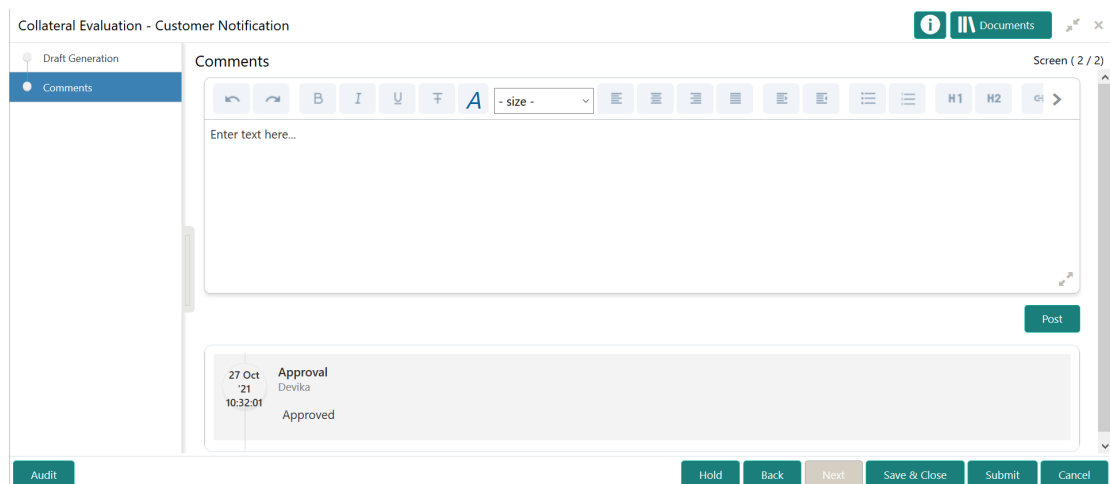 Collateral Evaluation - Customer Notification
Documents
Draft Generation
Comments
Comments
Screen ( 2 / 2)
B I U T A - size - H1 H2
Enter text here...
Post
27 Oct
'21
10:32:01
Approval
Devika
Approved
Audit
Hold Back Next Save & Close Submit Cancel